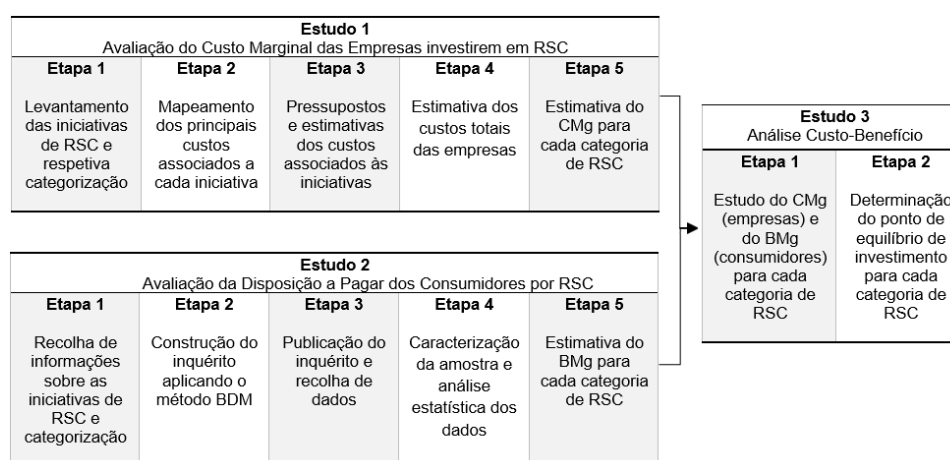 Estudo 1
Avaliação do Custo Marginal das Empresas investirem em RSC
Etapa 1
Levantamento
das iniciativas
de RSC e
respetiva
categorização
Etapa 2
Mapeamento
dos principais
custos
associados a
cada iniciativa
Etapa 3
Pressupostos
e estimativas
dos custos
associados às
iniciativas
Etapa 4
Estimativa dos
custos totais
das empresas
Etapa 5
Estimativa do
CMg para
cada categoria
de RSC
Estudo 2
Avaliação da Disposição a Pagar dos Consumidores por RSC
Etapa 1
Recolha de
informações
sobre as
iniciativas de
RSC e
categorização
Etapa 2
Construção do
inquérito
aplicando o
método BDM
Etapa 3
Publicação do
inquérito e
recolha de
dados
Etapa 4
Caracterização
da amostra e
análise
estatística dos
dados
Etapa 5
Estimativa do
BMg para
cada categoria
de RSC
Estudo 3
Análise Custo-Benefício
Etapa 1
Estudo do CMg
(empresas) e
do BMg
(consumidores)
para cada
categoria de
RSC
Etapa 2
Determinação
do ponto de
equilíbrio de
investimento
para cada
categoria de
RSC